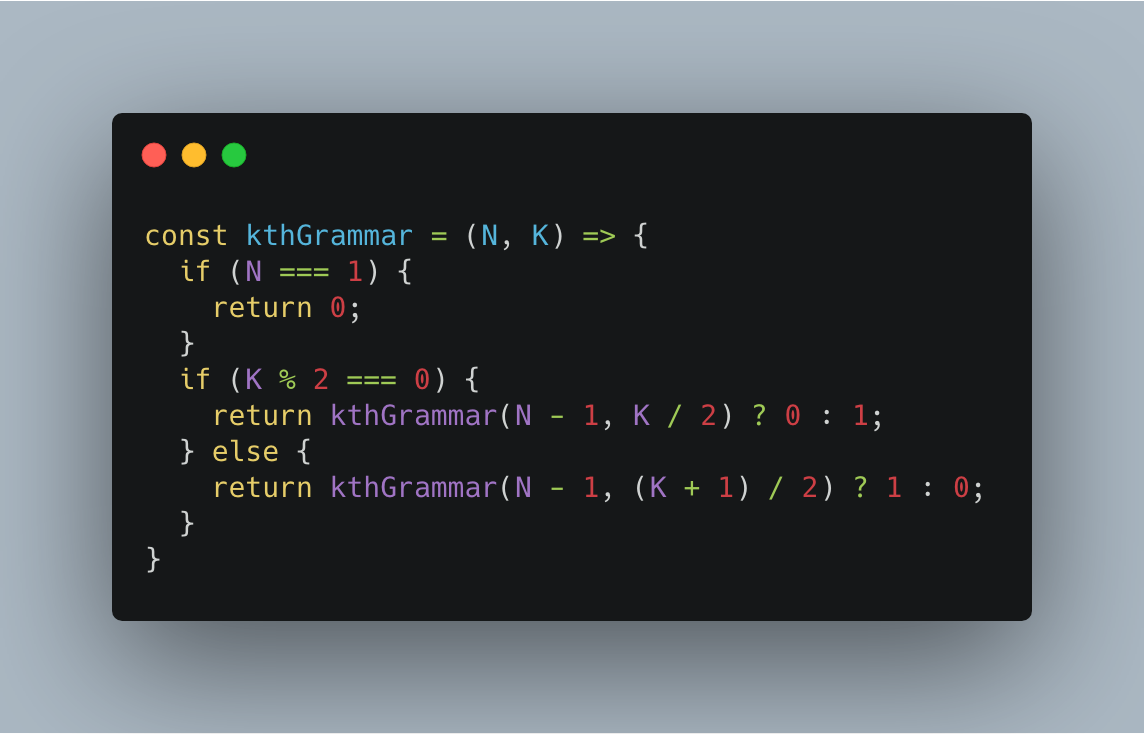 const kthGrammar = (N, K) => {
  if (N === 1) {
    return 0;
  }
  if (K % 2 === 0) {
    return kthGrammar(N - 1, K / 2) ? 0 : 1;
  } else {
    return kthGrammar(N - 1, (K + 1) / 2) ? 1 : 0;
  }
}